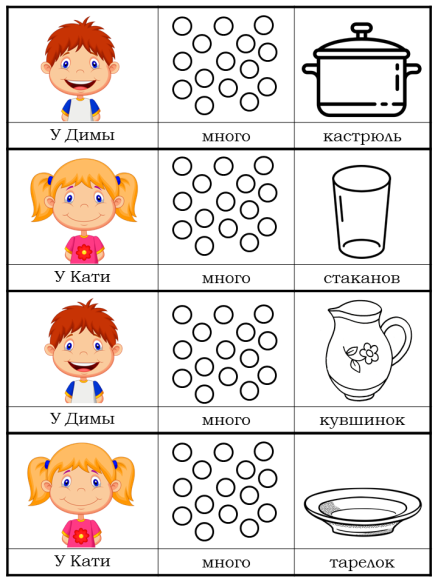 У Димы много кастрюль
У Кати много стаканов
У Димы много кувшинок
У Кати много тарелок